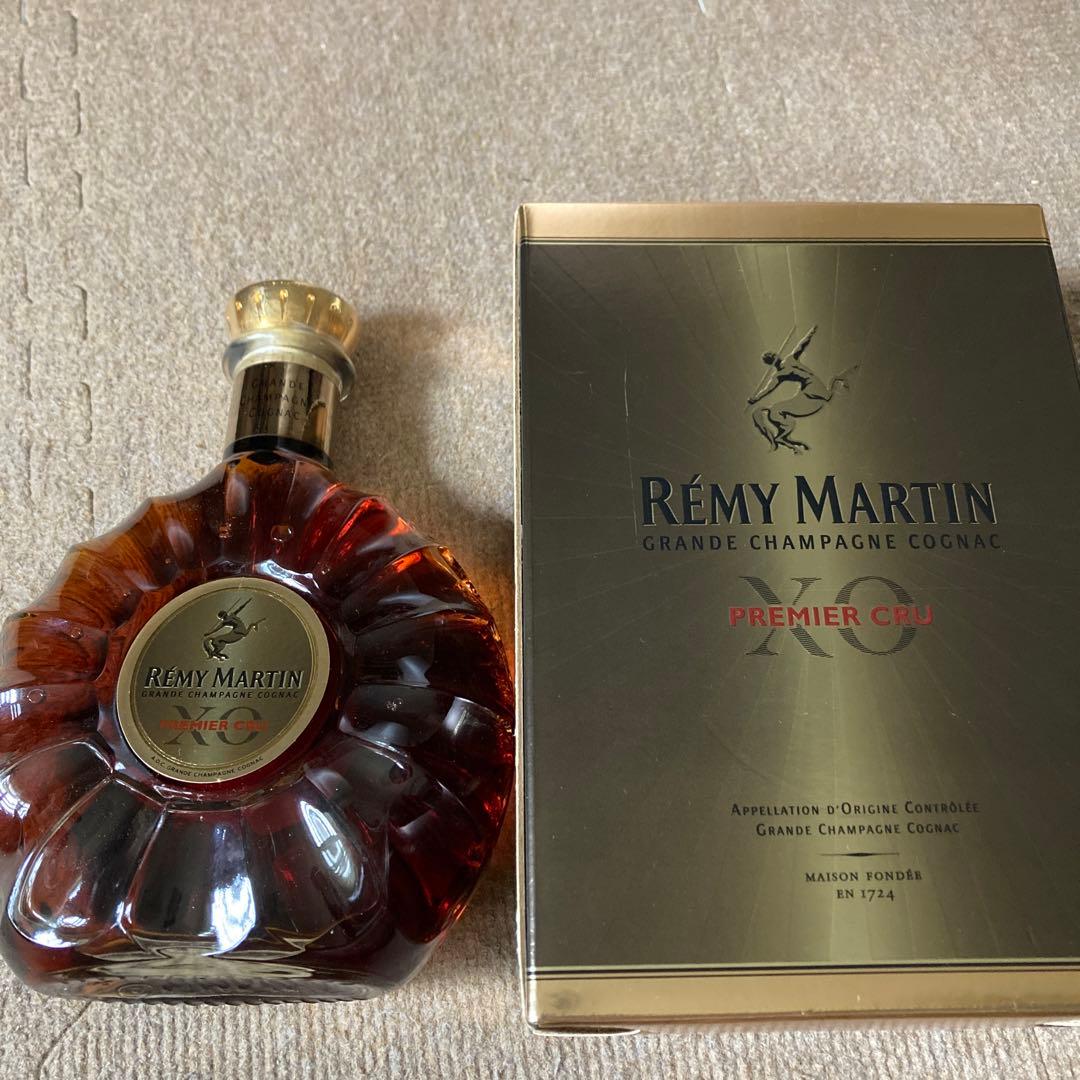 GRANDE
CHAMPAGNE
COGNAC
RÉMY MARTIN
GRANDE CHAMPAGNE COGNAC
XO
PREMIER CRU
A.O.C. GRANDE CHAMPAGNE COGNAC
RÉMY MARTIN
GRANDE CHAMPAGNE COGNAC
XO
PREMIER CRU
APPELLATION D'ORIGINE CONTRÔLÉE
GRANDE CHAMPAGNE COGNAC
MAISON FONDÉE
EN 1724